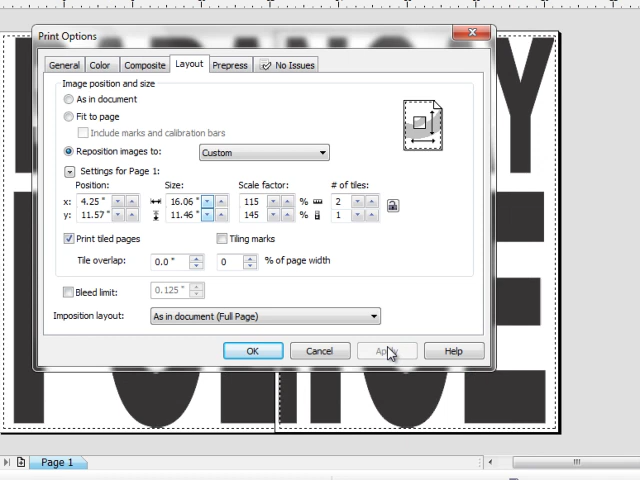 Print Options
General Color Composite Layout Prepress No Issues
Image position and size
As in document
Fit to page
Include marks and calibration bars
Reposition images to: Custom
Settings for Page 1:
Position: Size: Scale factor: # of tiles:
x: 4.25 " 16.06 " 115 % 2
y: 11.57 " 11.46 " 145 % 1
Print tiled pages Tiling marks
Tile overlap: 0.0 " 0 % of page width
Bleed limit: 0.125 "
Imposition layout: As in document (Full Page)
OK Cancel Apply Help
Page 1